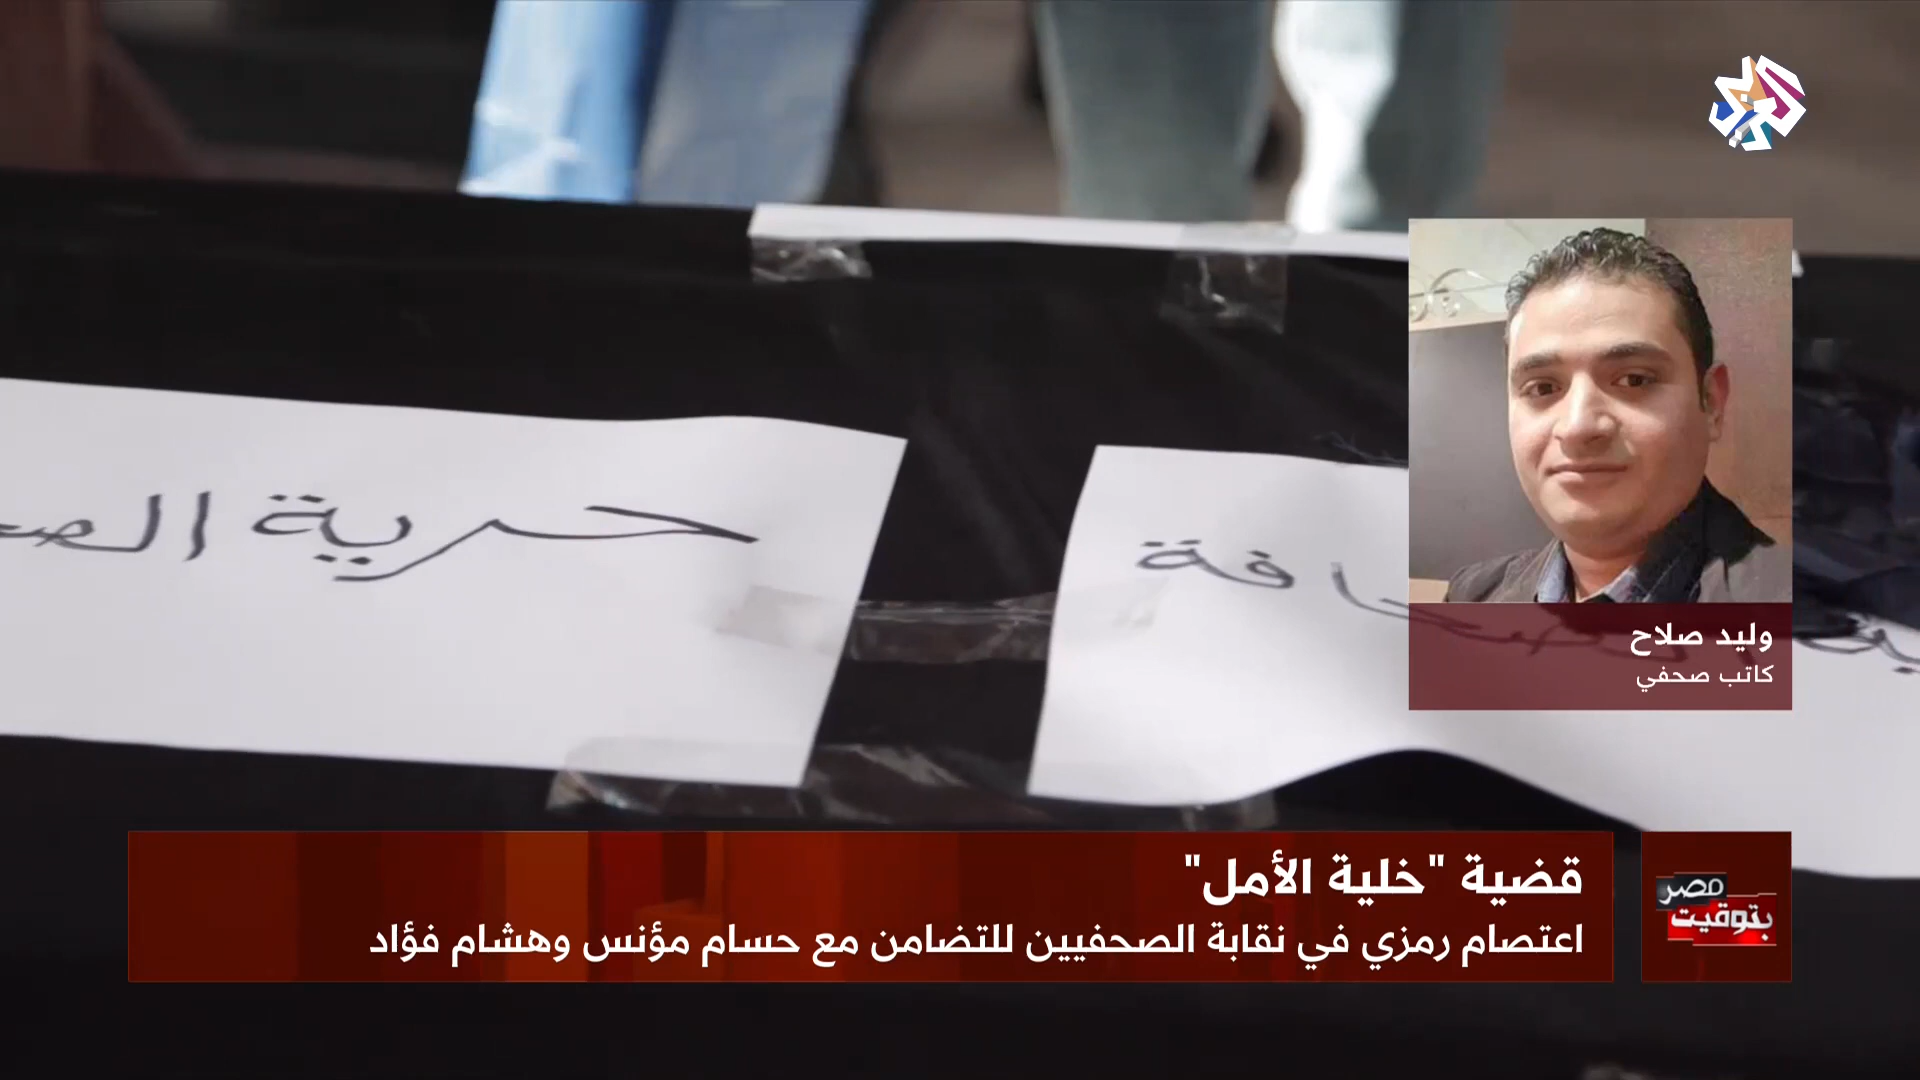 حرية الصحافة
وليد صلاح
كاتب صحفي
قضية "خلية الأمل"
اعتصام رمزي في نقابة الصحفيين للتضامن مع حسام مؤنس وهشام فؤاد
مصر
بتوقيت